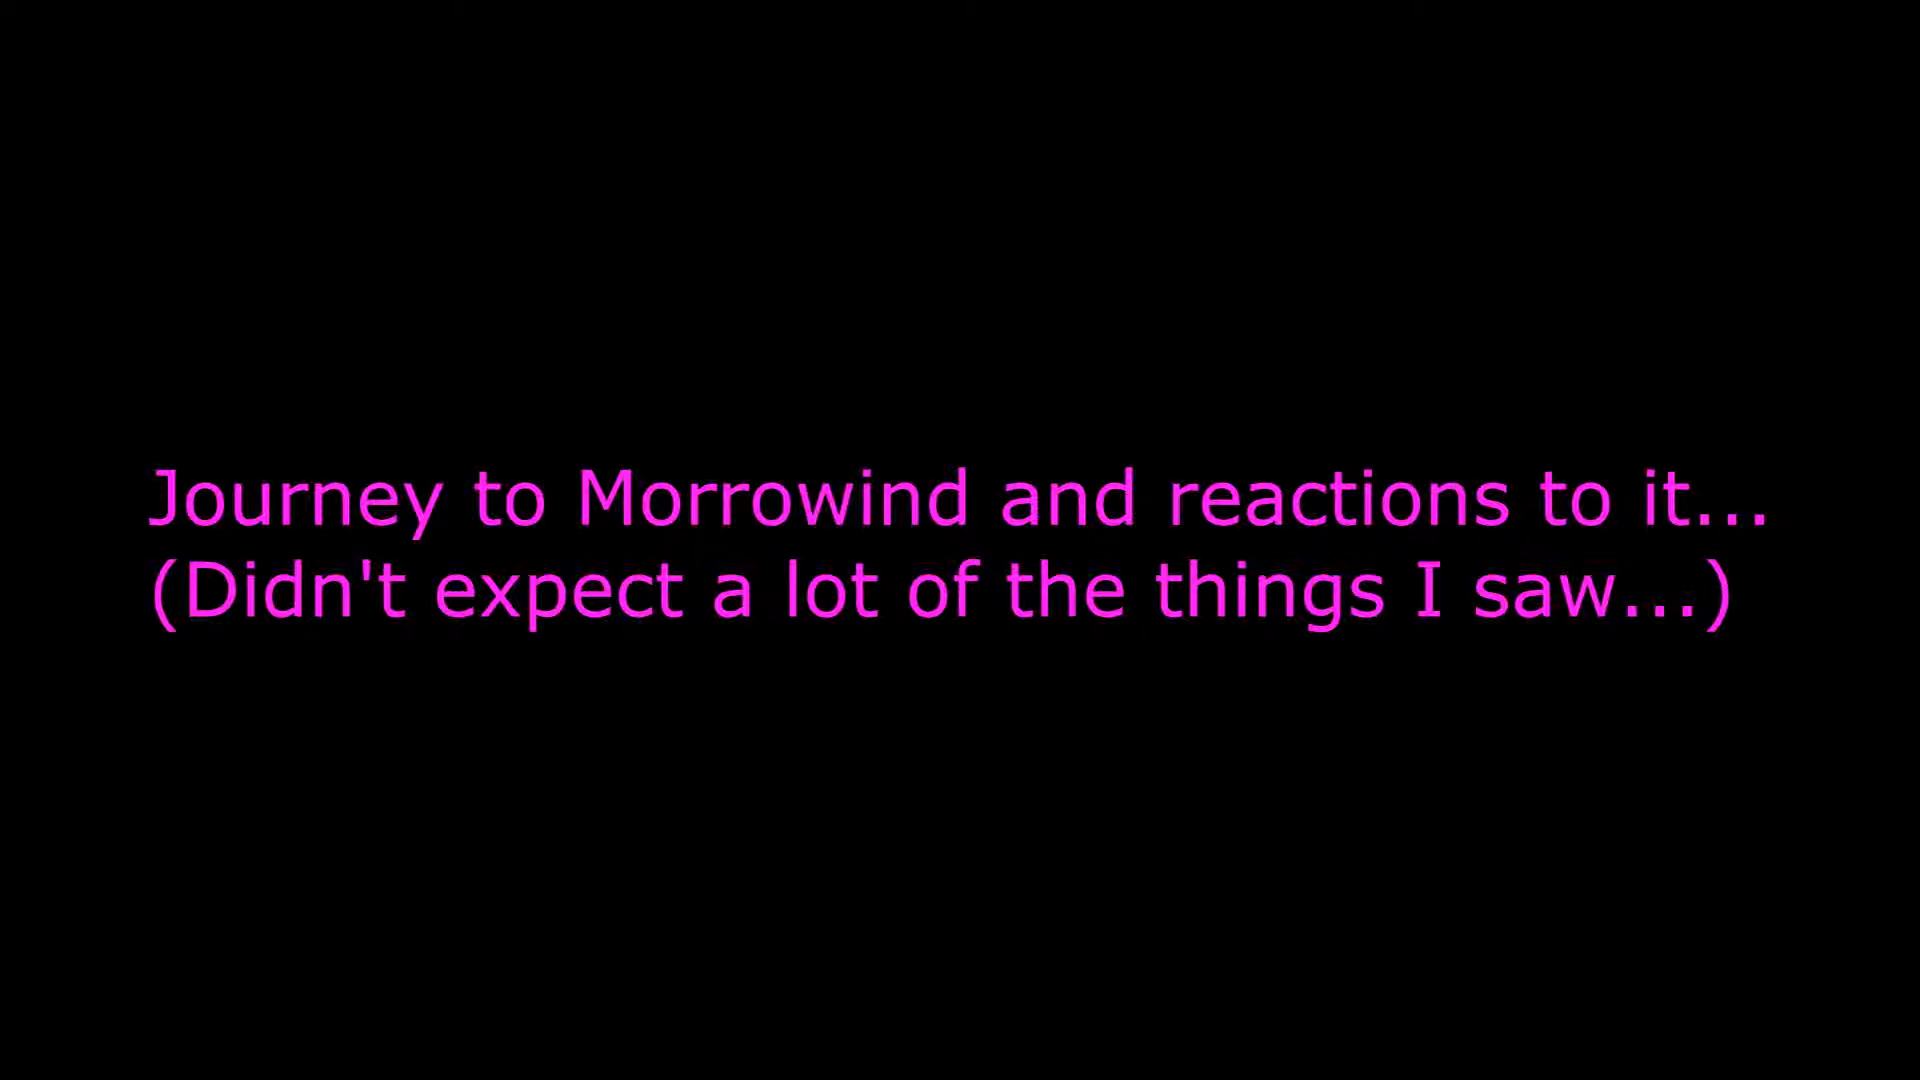 Journey to Morrowind and reactions to it...
(Didn't expect a lot of the things I saw...)